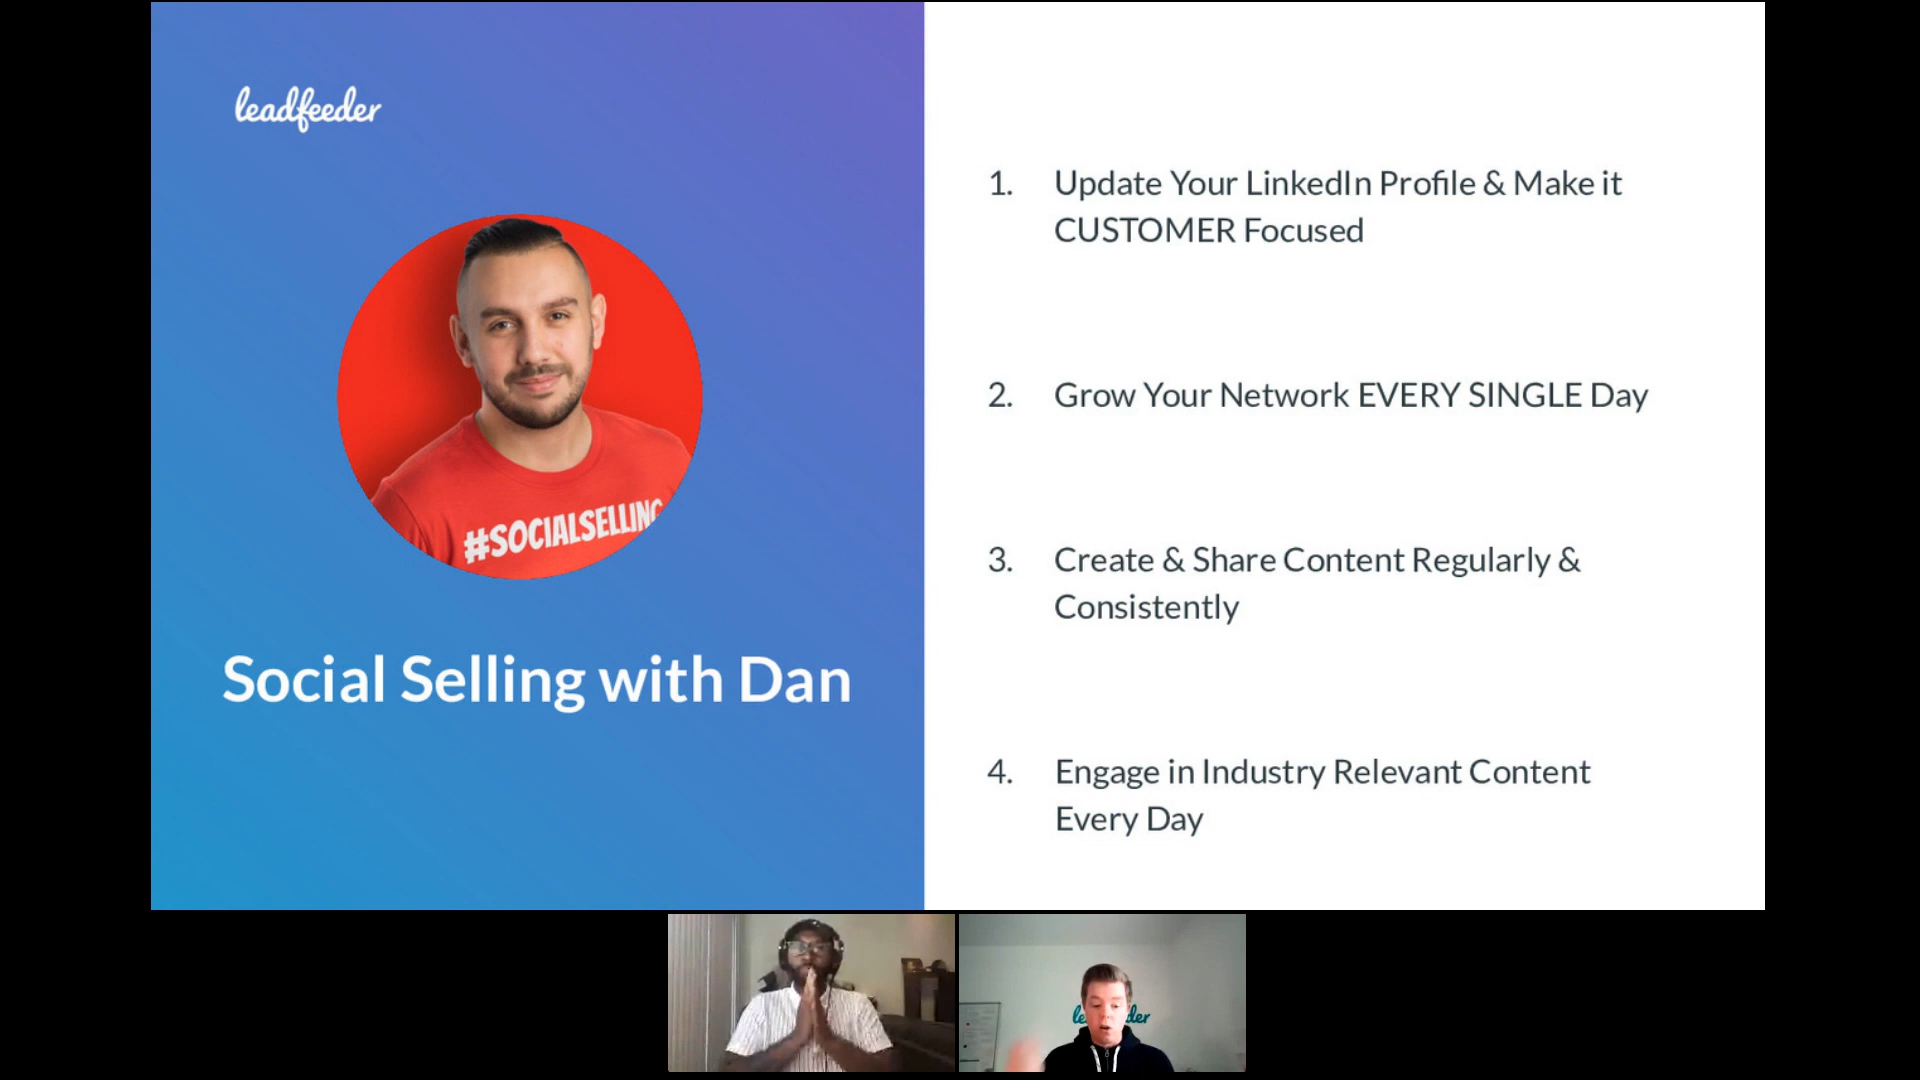 leadfeeder
#SOCIALSELLING
Social Selling with Dan
1. Update Your LinkedIn Profile & Make it
CUSTOMER Focused
2. Grow Your Network EVERY SINGLE Day
3. Create & Share Content Regularly &
Consistently
4. Engage in Industry Relevant Content
Every Day